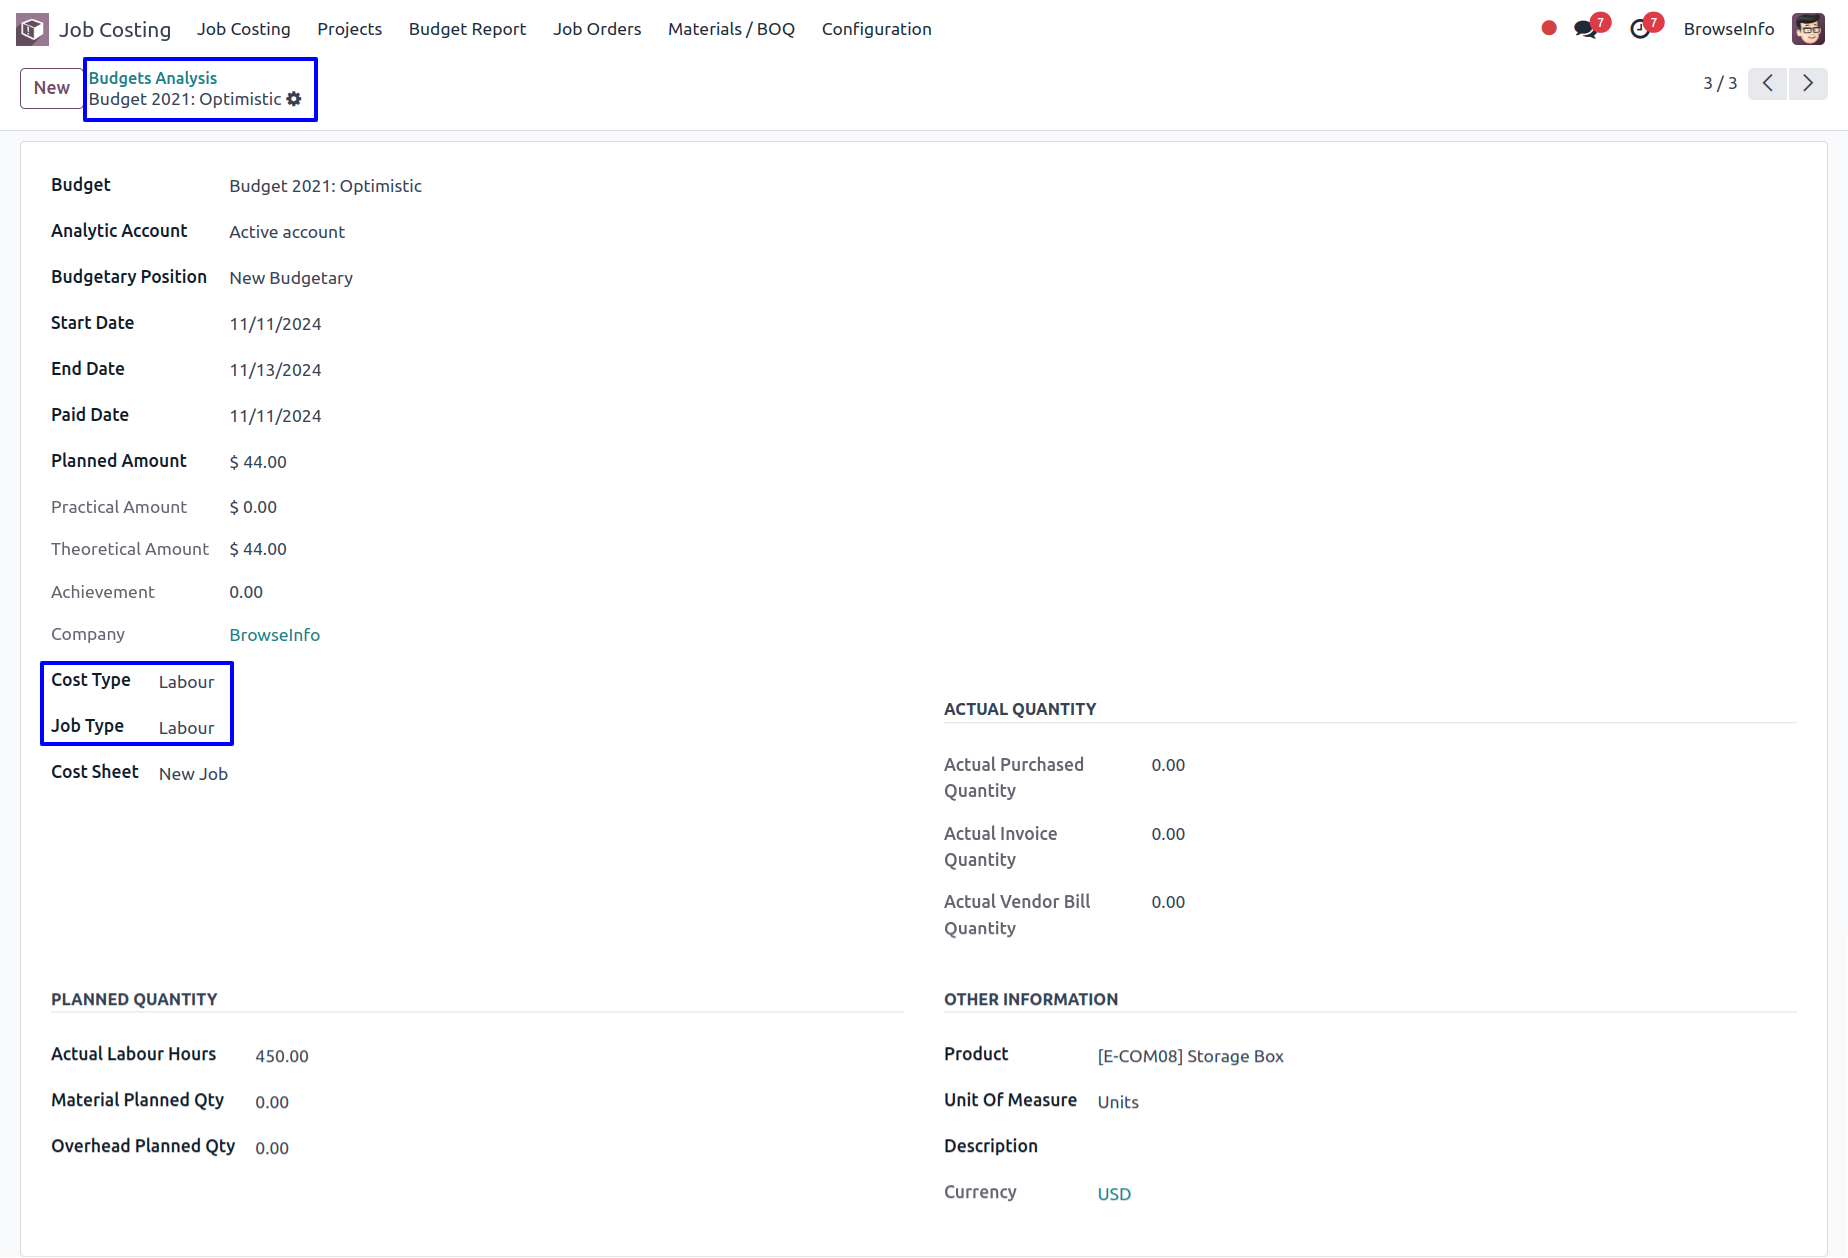 Job Costing
Job Costing Projects Budget Report Job Orders Materials / BOQ Configuration
7
7
BrowseInfo
New
Budgets Analysis
Budget 2021: Optimistic
3 / 3
Budget Budget 2021: Optimistic
Analytic Account Active account
Budgetary Position New Budgetary
Start Date 11/11/2024
End Date 11/13/2024
Paid Date 11/11/2024
Planned Amount $ 44.00
Practical Amount $ 0.00
Theoretical Amount $ 44.00
Achievement 0.00
Company BrowseInfo
Cost Type Labour
Job Type Labour
Cost Sheet New Job
ACTUAL QUANTITY
Actual Purchased 0.00
Quantity
Actual Invoice 0.00
Quantity
Actual Vendor Bill 0.00
Quantity
PLANNED QUANTITY
Actual Labour Hours 450.00
Material Planned Qty 0.00
Overhead Planned Qty 0.00
OTHER INFORMATION
Product [E-COM08] Storage Box
Unit Of Measure Units
Description
Currency USD